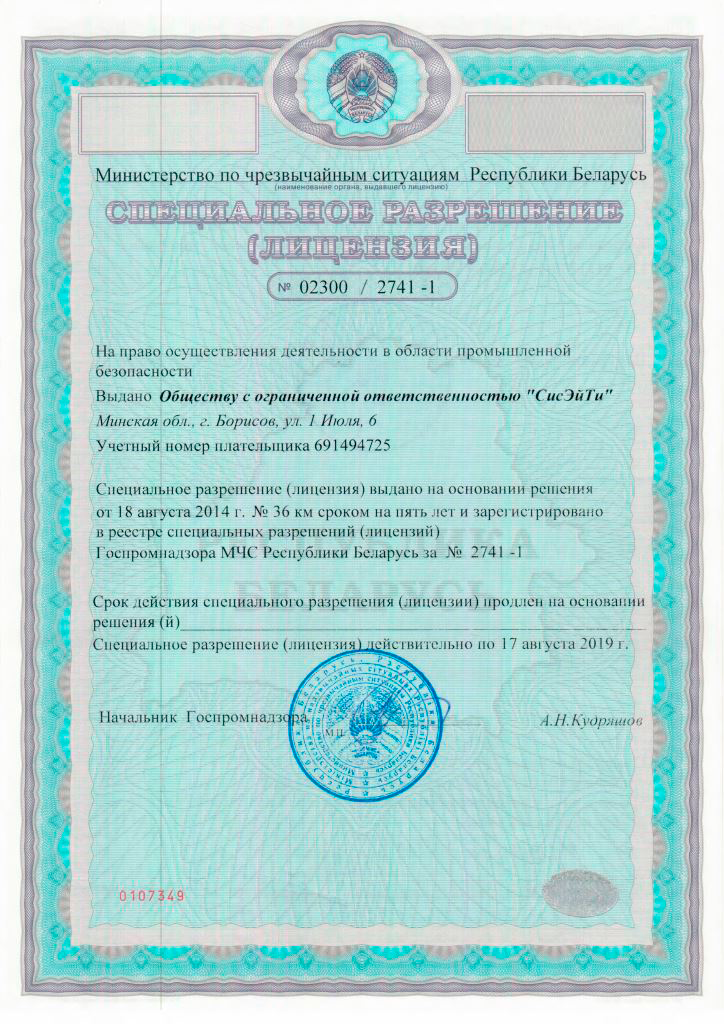 Министерство по чрезвычайным ситуациям Республики Беларусь
(наименование органа, выдавшего лицензию)
СПЕЦИАЛЬНОЕ РАЗРЕШЕНИЕ
(ЛИЦЕНЗИЯ)
№ 02300 / 2741 -1
На право осуществления деятельности в области промышленной
безопасности
Выдано Обществу с ограниченной ответственностью "СисЭйТи"
Минская обл., г. Борисов, ул. 1 Июля, 6
Учетный номер плательщика 691494725
Специальное разрешение (лицензия) выдано на основании решения
от 18 августа 2014 г. № 36 км сроком на пять лет и зарегистрировано
в реестре специальных разрешений (лицензий)
Госпромнадзора МЧС Республики Беларусь за № 2741 -1
БЕЛАРУСЬ
Срок действия специального разрешения (лицензии) продлен на основании
решения (й)
Специальное разрешение (лицензия) действительно по 17 августа 2019 г.
Начальник Госпромнадзора
А.Н.Кудряшов
0107349